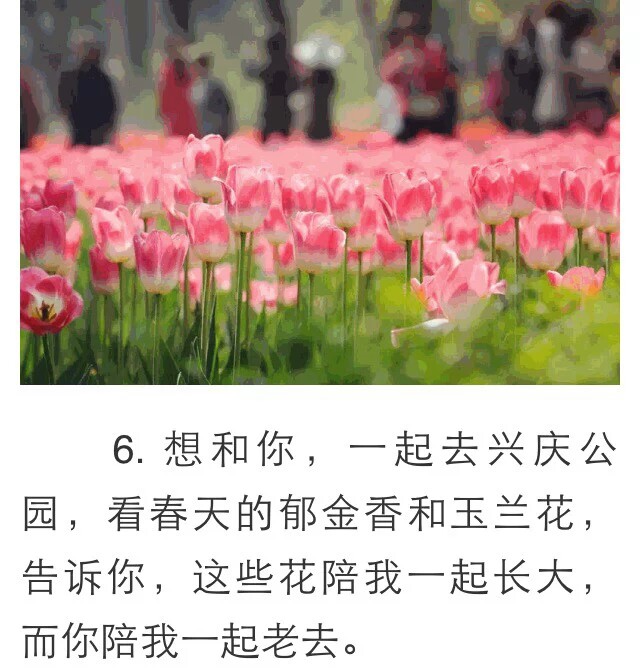 6. 想和你，一起去兴庆公
园，看春天的郁金香和玉兰花，
告诉你，这些花陪我一起长大，
而你陪我一起老去。